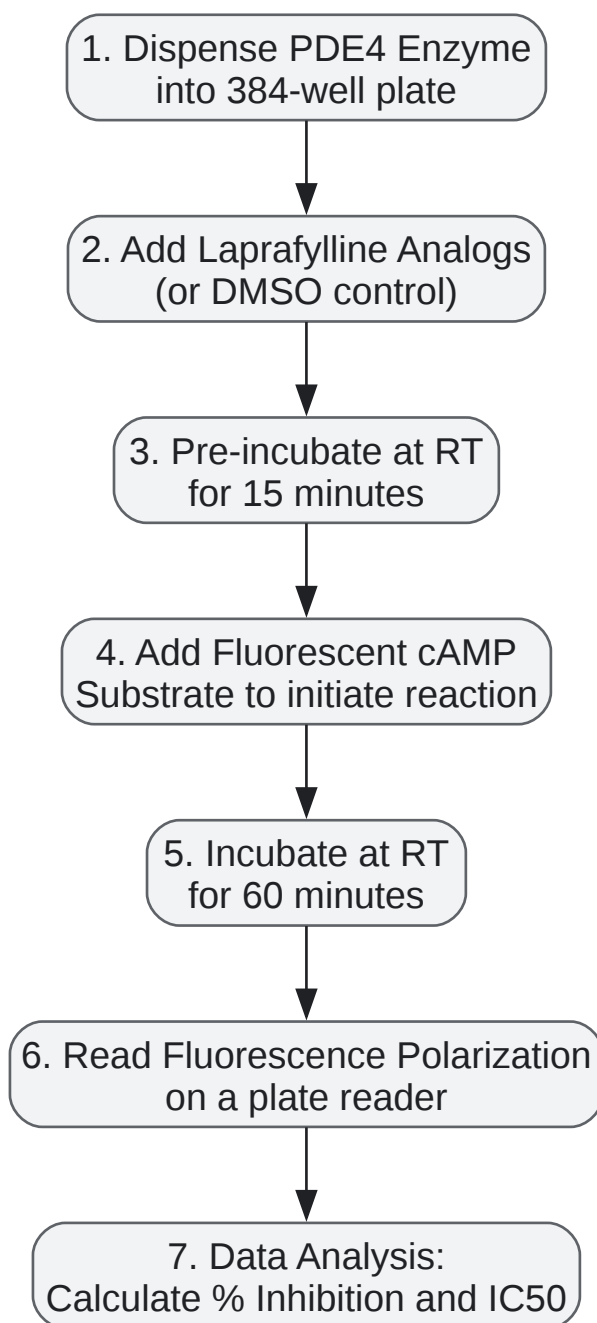 1. Dispense PDE4 Enzyme
into 384-well plate
2. Add Laprafylline Analogs
(or DMSO control)
3. Pre-incubate at RT
for 15 minutes
4. Add Fluorescent cAMP
Substrate to initiate reaction
5. Incubate at RT
for 60 minutes
6. Read Fluorescence Polarization
on a plate reader
7. Data Analysis:
Calculate % Inhibition and IC50